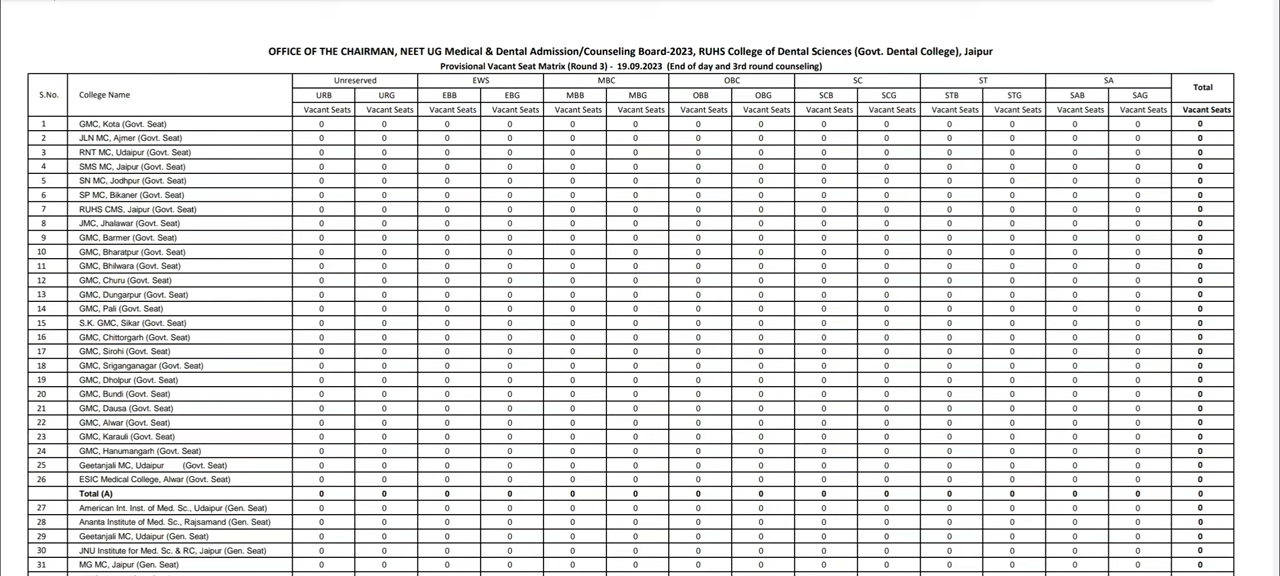 OFFICE OF THE CHAIRMAN, NEET UG Medical & Dental Admission/Counseling Board-2023, RUHS College of Dental Sciences (Govt. Dental College), Jaipur
Provisional Vacant Seat Matrix (Round 3) - 19.09.2023 (End of day and 3rd round counseling)
S.No. College Name Unreserved EWS MBC OBC SC ST SA Total
URB URG EBB EBG MBB MBG OBB OBG SCB SCG STB STG SAB SAG
Vacant Seats Vacant Seats Vacant Seats Vacant Seats Vacant Seats Vacant Seats Vacant Seats Vacant Seats Vacant Seats Vacant Seats Vacant Seats Vacant Seats Vacant Seats Vacant Seats Vacant Seats
1 GMC, Kota (Govt. Seat) 0 0 0 0 0 0 0 0 0 0 0 0 0 0 0
2 JLN MC, Ajmer (Govt. Seat) 0 0 0 0 0 0 0 0 0 0 0 0 0 0 0
3 RNT MC, Udaipur (Govt. Seat) 0 0 0 0 0 0 0 0 0 0 0 0 0 0 0
4 SMS MC, Jaipur (Govt. Seat) 0 0 0 0 0 0 0 0 0 0 0 0 0 0 0
5 SN MC, Jodhpur (Govt. Seat) 0 0 0 0 0 0 0 0 0 0 0 0 0 0 0
6 SP MC, Bikaner (Govt. Seat) 0 0 0 0 0 0 0 0 0 0 0 0 0 0 0
7 RUHS CMS, Jaipur (Govt. Seat) 0 0 0 0 0 0 0 0 0 0 0 0 0 0 0
8 JMC, Jhalawar (Govt. Seat) 0 0 0 0 0 0 0 0 0 0 0 0 0 0 0
9 GMC, Barmer (Govt. Seat) 0 0 0 0 0 0 0 0 0 0 0 0 0 0 0
10 GMC, Bharatpur (Govt. Seat) 0 0 0 0 0 0 0 0 0 0 0 0 0 0 0
11 GMC, Bhilwara (Govt. Seat) 0 0 0 0 0 0 0 0 0 0 0 0 0 0 0
12 GMC, Churu (Govt. Seat) 0 0 0 0 0 0 0 0 0 0 0 0 0 0 0
13 GMC, Dungarpur (Govt. Seat) 0 0 0 0 0 0 0 0 0 0 0 0 0 0 0
14 GMC, Pali (Govt. Seat) 0 0 0 0 0 0 0 0 0 0 0 0 0 0 0
15 S.K. GMC, Sikar (Govt. Seat) 0 0 0 0 0 0 0 0 0 0 0 0 0 0 0
16 GMC, Chittorgarh (Govt. Seat) 0 0 0 0 0 0 0 0 0 0 0 0 0 0 0
17 GMC, Sirohi (Govt. Seat) 0 0 0 0 0 0 0 0 0 0 0 0 0 0 0
18 GMC, Sriganganagar (Govt. Seat) 0 0 0 0 0 0 0 0 0 0 0 0 0 0 0
19 GMC, Dholpur (Govt. Seat) 0 0 0 0 0 0 0 0 0 0 0 0 0 0 0
20 GMC, Bundi (Govt. Seat) 0 0 0 0 0 0 0 0 0 0 0 0 0 0 0
21 GMC, Dausa (Govt. Seat) 0 0 0 0 0 0 0 0 0 0 0 0 0 0 0
22 GMC, Alwar (Govt. Seat) 0 0 0 0 0 0 0 0 0 0 0 0 0 0 0
23 GMC, Karauli (Govt. Seat) 0 0 0 0 0 0 0 0 0 0 0 0 0 0 0
24 GMC, Hanumangarh (Govt. Seat) 0 0 0 0 0 0 0 0 0 0 0 0 0 0 0
25 Geetanjali MC, Udaipur (Govt. Seat) 0 0 0 0 0 0 0 0 0 0 0 0 0 0 0
26 ESIC Medical College, Alwar (Govt. Seat) 0 0 0 0 0 0 0 0 0 0 0 0 0 0 0
Total (A) 0 0 0 0 0 0 0 0 0 0 0 0 0 0 0
27 American Int. Inst. of Med. Sc., Udaipur (Gen. Seat) 0 0 0 0 0 0 0 0 0 0 0 0 0 0 0
28 Ananta Institute of Med. Sc., Rajsamand (Gen. Seat) 0 0 0 0 0 0 0 0 0 0 0 0 0 0 0
29 Geetanjali MC, Udaipur (Gen. Seat) 0 0 0 0 0 0 0 0 0 0 0 0 0 0 0
30 JNU Institute for Med. Sc. & RC, Jaipur (Gen. Seat) 0 0 0 0 0 0 0 0 0 0 0 0 0 0 0
31 MG MC, Jaipur (Gen. Seat) 0 0 0 0 0 0 0 0 0 0 0 0 0 0 0